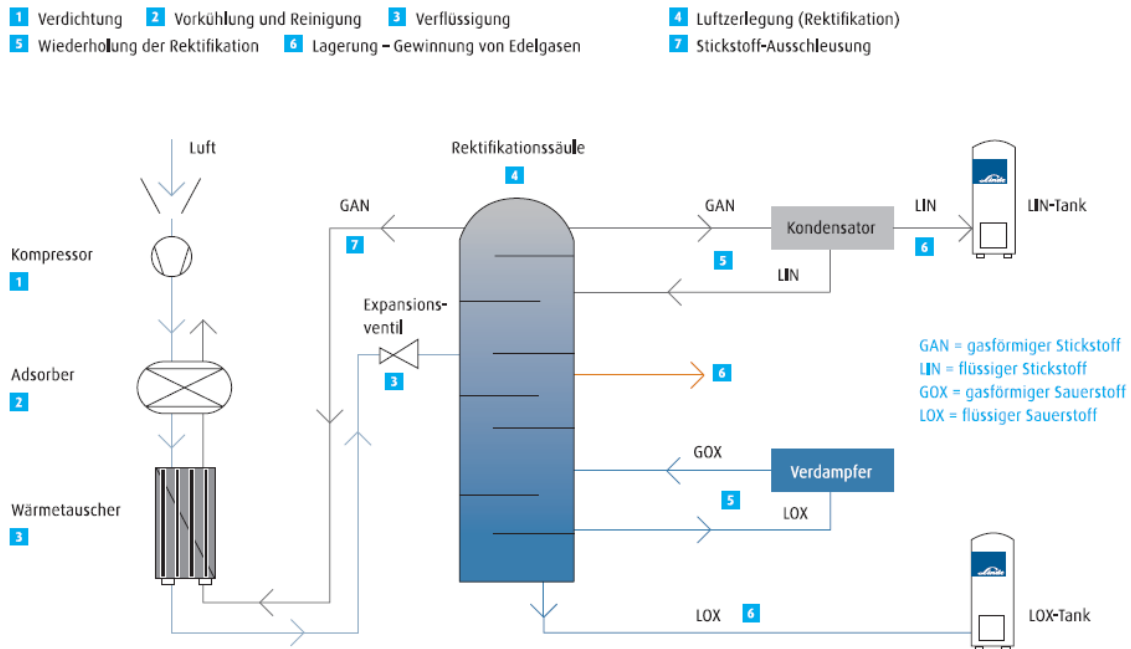 1 Verdichtung 2 Vorkühlung und Reinigung 3 Verflüssigung 4 Luftzerlegung (Rektifikation)
5 Wiederholung der Rektifikation 6 Lagerung – Gewinnung von Edelgasen 7 Stickstoff-Ausschleusung
Luft
Rektifikationssäule
4
GAN
7
GAN
5
Kondensator
LIN
6
Linde
LIN-Tank
LIN
Kompressor
1
Expansions-
ventil
3
GAN = gasförmiger Stickstoff
LIN = flüssiger Stickstoff
GOX = gasförmiger Sauerstoff
LOX = flüssiger Sauerstoff
6
Adsorber
2
GOX
Verdampfer
5
LOX
Wärmetauscher
3
Linde
LOX 6
LOX-Tank